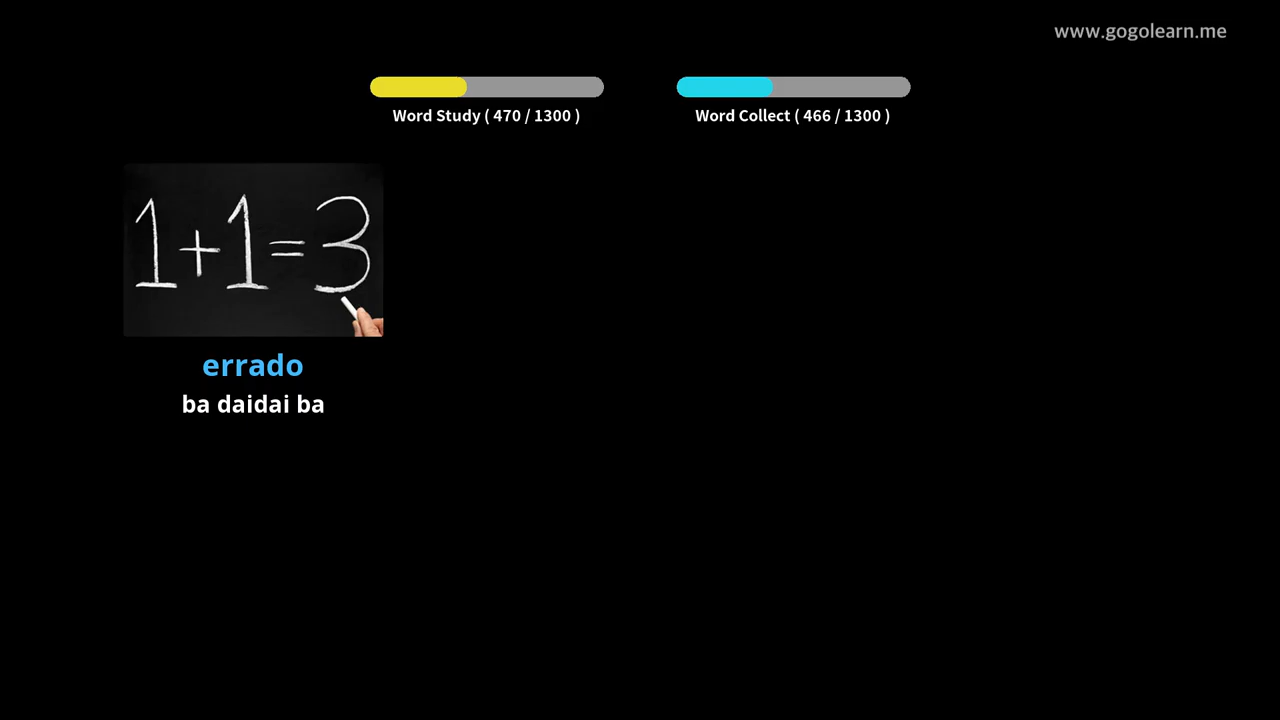 www.gogolearn.me
Word Study ( 470 / 1300 )
Word Collect ( 466 / 1300 )
1+1=3
errado
ba daidai ba